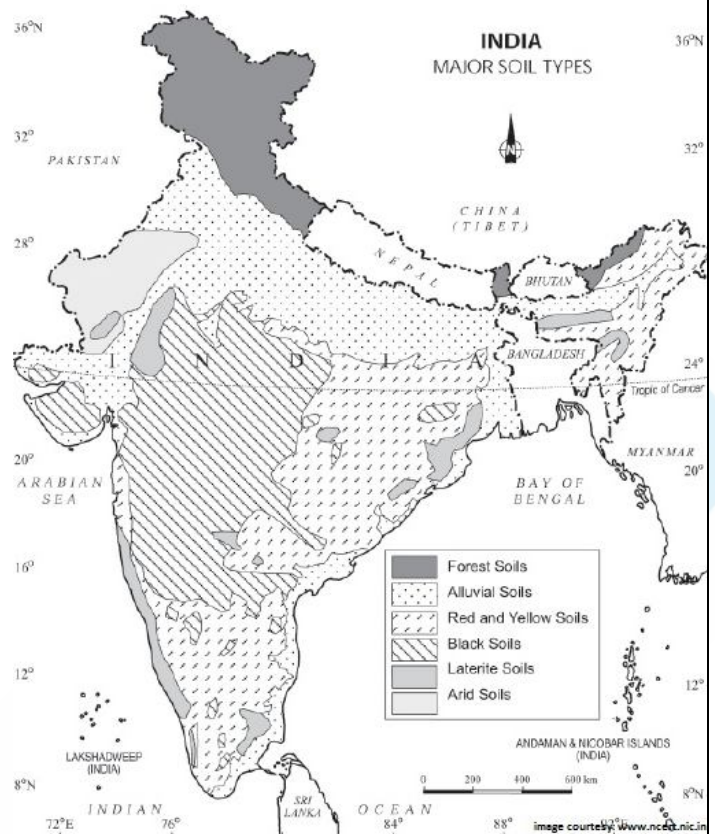 INDIA
MAJOR SOIL TYPES
36°N
36°N
32°
32°
PAKISTAN
N
CHINA
(TIBET)
28°
28°
NEPAL
BHUTAN
I N D I A
BANGLADESH
24°
Tropic of Cancer
20°
20°
MYANMAR
ARABIAN
SEA
BAY OF
BENGAL
16°
16°
Forest Soils
Alluvial Soils
Red and Yellow Soils
Black Soils
Laterite Soils
Arid Soils
12°
12°
LAKSHADWEEP
(INDIA)
ANDAMAN & NICOBAR ISLANDS
(INDIA)
0 200 400 600 km
8°N
8°N
SRI
LANKA
INDIAN OCEAN
72°E 76° 84° 88° 92°E
image courtesy: www.ncert.nic.in